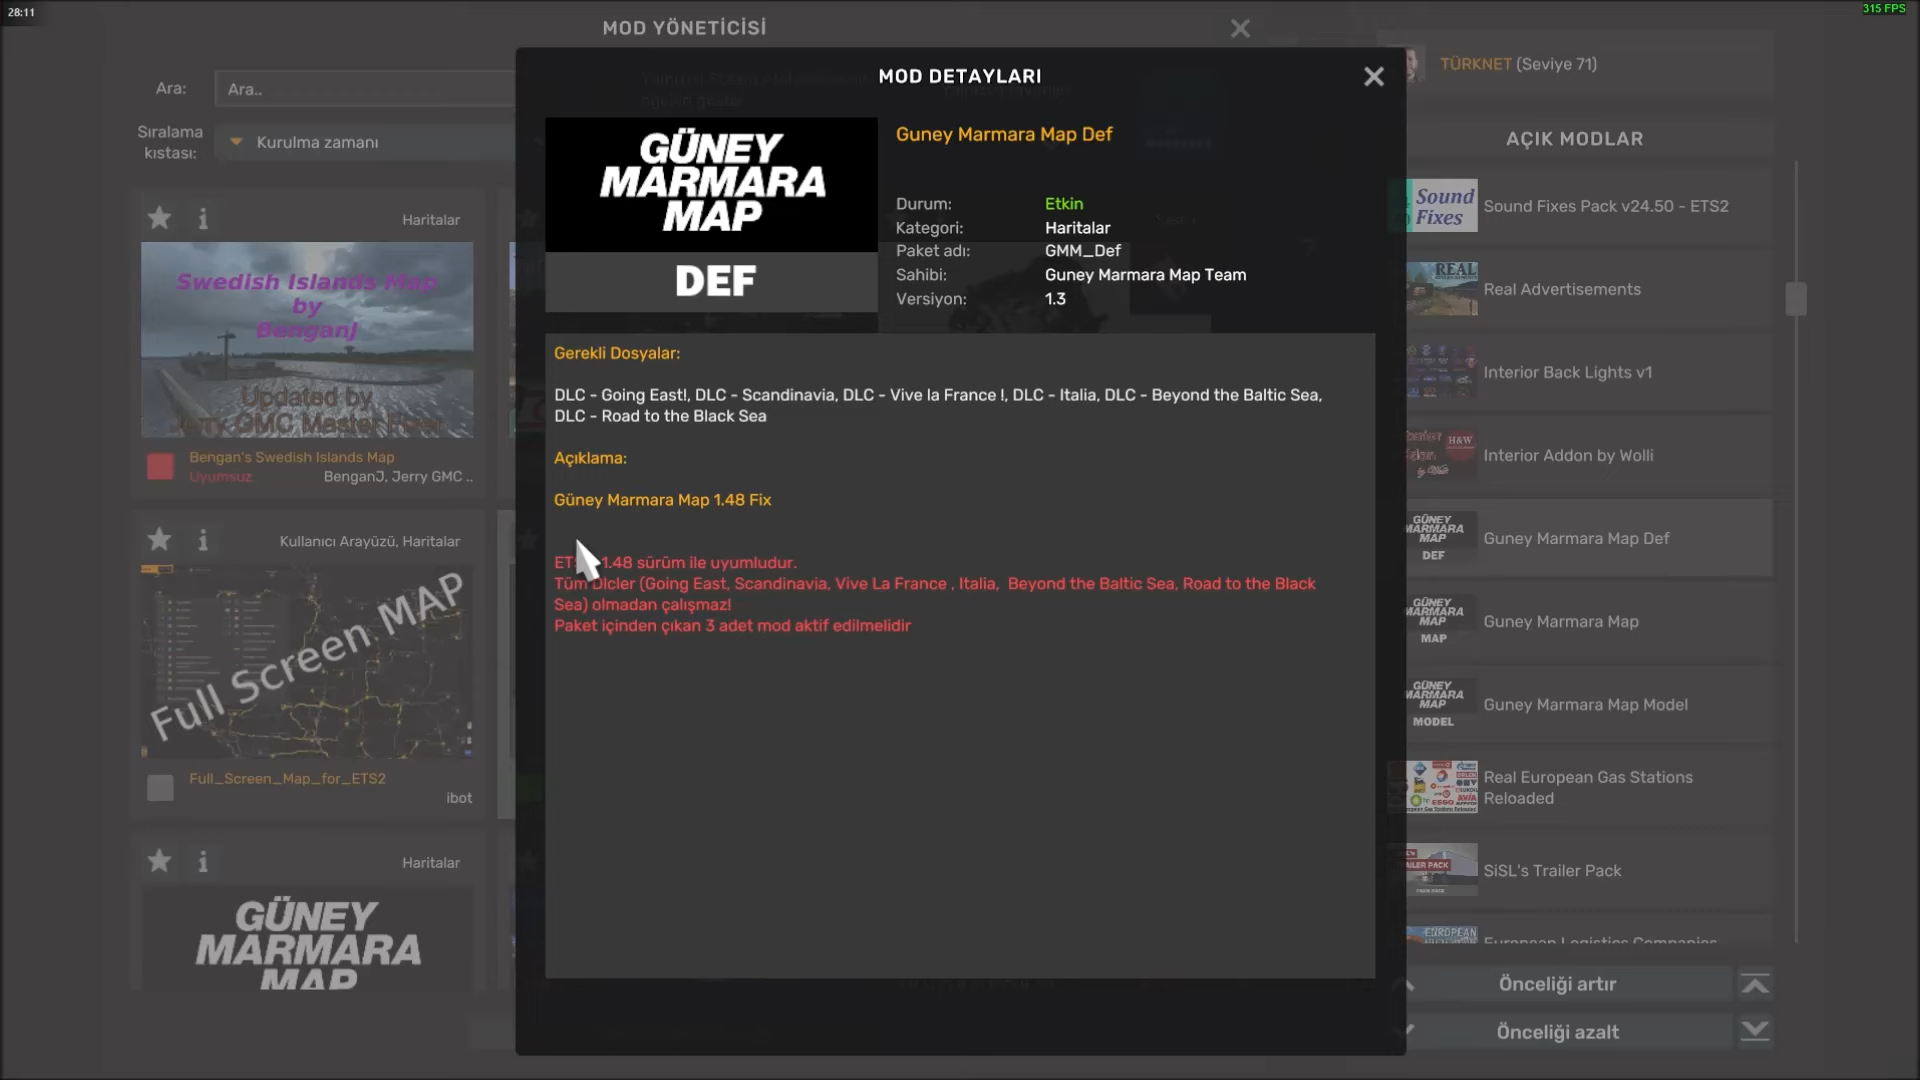 28:11
315 FPS
MOD YÖNETİCİSİ
Ara:
Ara..
Sıralama
kıstası:
Kurulma zamanı
Haritalar
Swedish Islands Map
by
BenganJ
Updated by
Jerry GMC Master Fixer
Bengan's Swedish Islands Map
Uyumsuz.
BenganJ, Jerry GMC ..
Kullanıcı Arayüzü, Haritalar
Full Screen MAP
Full_Screen_Map_for_ETS2
ibot
Haritalar
GÜNEY
MARMARA
MAP
MOD DETAYLARI
GÜNEY
MARMARA
MAP
DEF
Guney Marmara Map Def
Durum: Etkin
Kategori: Haritalar
Paket adı: GMM_Def
Sahibi: Guney Marmara Map Team
Versiyon: 1.3
Gerekli Dosyalar:
DLC - Going East!, DLC - Scandinavia, DLC - Vive la France !, DLC - Italia, DLC - Beyond the Baltic Sea,
DLC - Road to the Black Sea
Açıklama:
Güney Marmara Map 1.48 Fix
1.48 sürüm ile uyumludur.
Tüm Dlcler (Going East, Scandinavia, Vive La France , Italia, Beyond the Baltic Sea, Road to the Black
Sea) olmadan çalışmaz!
Paket içinden çıkan 3 adet mod aktif edilmelidir
TÜRKNET (Seviye 71)
AÇIK MODLAR
Sound
Fixes
Sound Fixes Pack v24.50 - ETS2
REAL
Real Advertisements
Interior Back Lights v1
H&W
Interior Addon by Wolli
GÜNEY
MARMARA
MAP
DEF
Guney Marmara Map Def
GÜNEY
MARMARA
MAP
MAP
Guney Marmara Map
GÜNEY
MARMARA
MAP
MODEL
Guney Marmara Map Model
Real European Gas Stations
Reloaded
SiSL's Trailer Pack
EUROPEAN
European Logistics Companies
Önceliği artır
Önceliği azalt